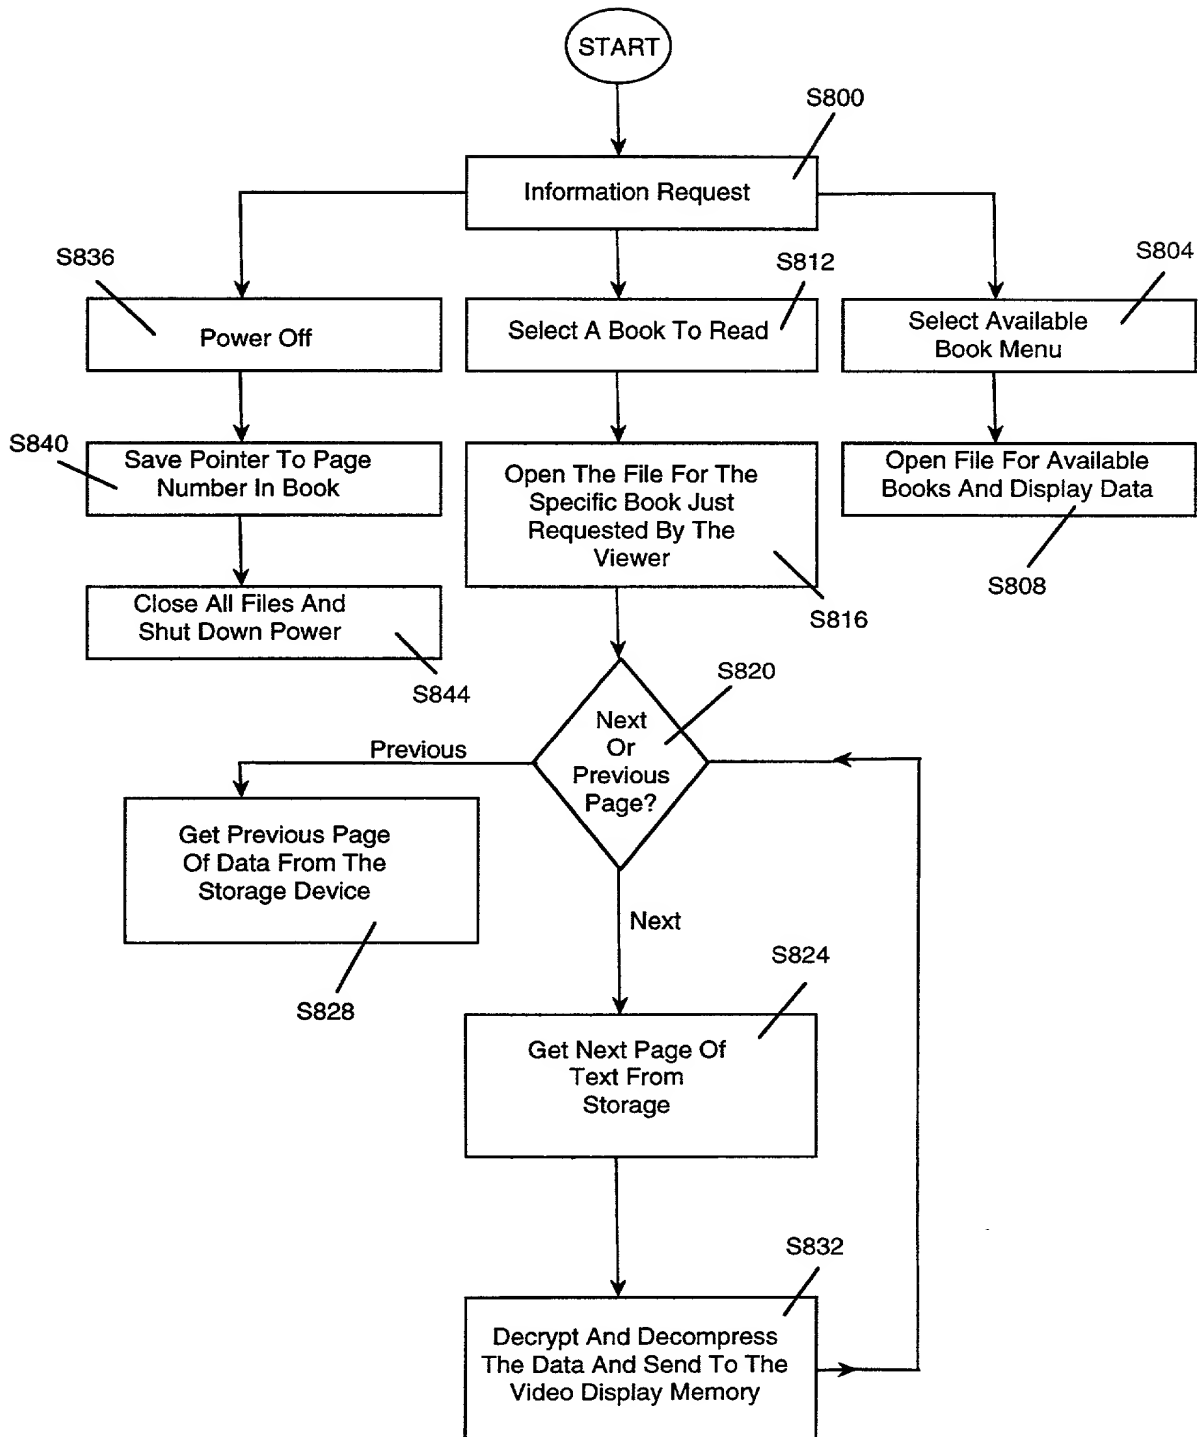 START
S800
Information Request
S836
S812
S804
Power Off
Select A Book To Read
Select Available
Book Menu
S840
Save Pointer To Page
Number In Book
Open The File For The
Specific Book Just
Requested By The
Viewer
Open File For Available
Books And Display Data
S808
S816
Close All Files And
Shut Down Power
S844
S820
Next
Or
Previous
Page?
Previous
Get Previous Page
Of Data From The
Storage Device
S828
Next
S824
Get Next Page Of
Text From
Storage
S832
Decrypt And Decompress
The Data And Send To The
Video Display Memory